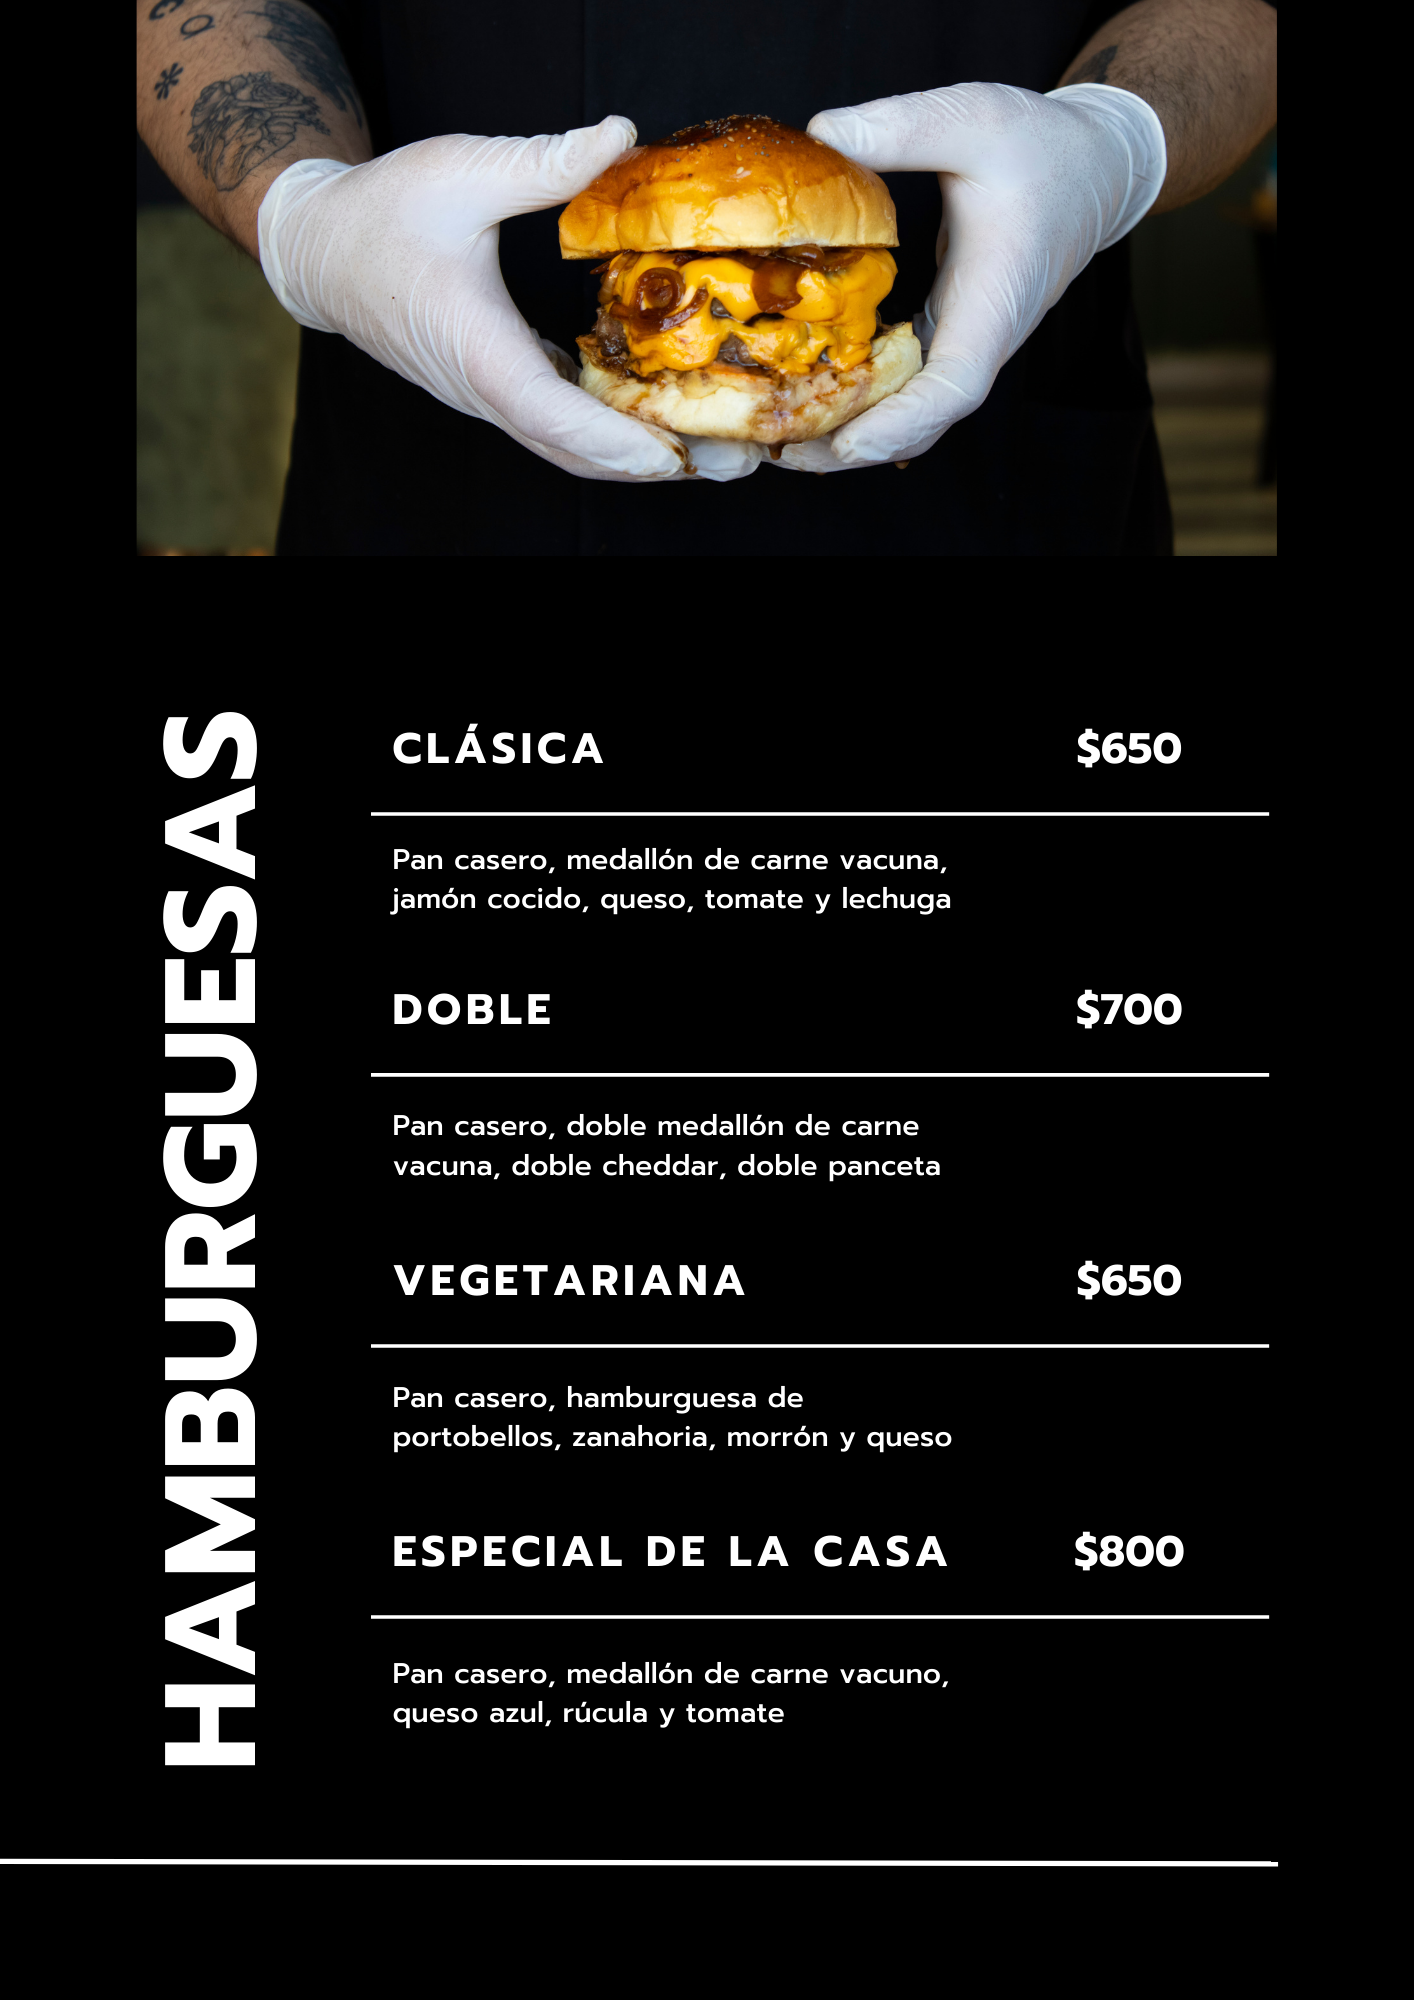 HAMBURGUESAS
CLÁSICA $650
Pan casero, medallón de carne vacuna,
jamón cocido, queso, tomate y lechuga
DOBLE $700
Pan casero, doble medallón de carne
vacuna, doble cheddar, doble panceta
VEGETARIANA $650
Pan casero, hamburguesa de
portobellos, zanahoria, morrón y queso
ESPECIAL DE LA CASA $800
Pan casero, medallón de carne vacuno,
queso azul, rúcula y tomate